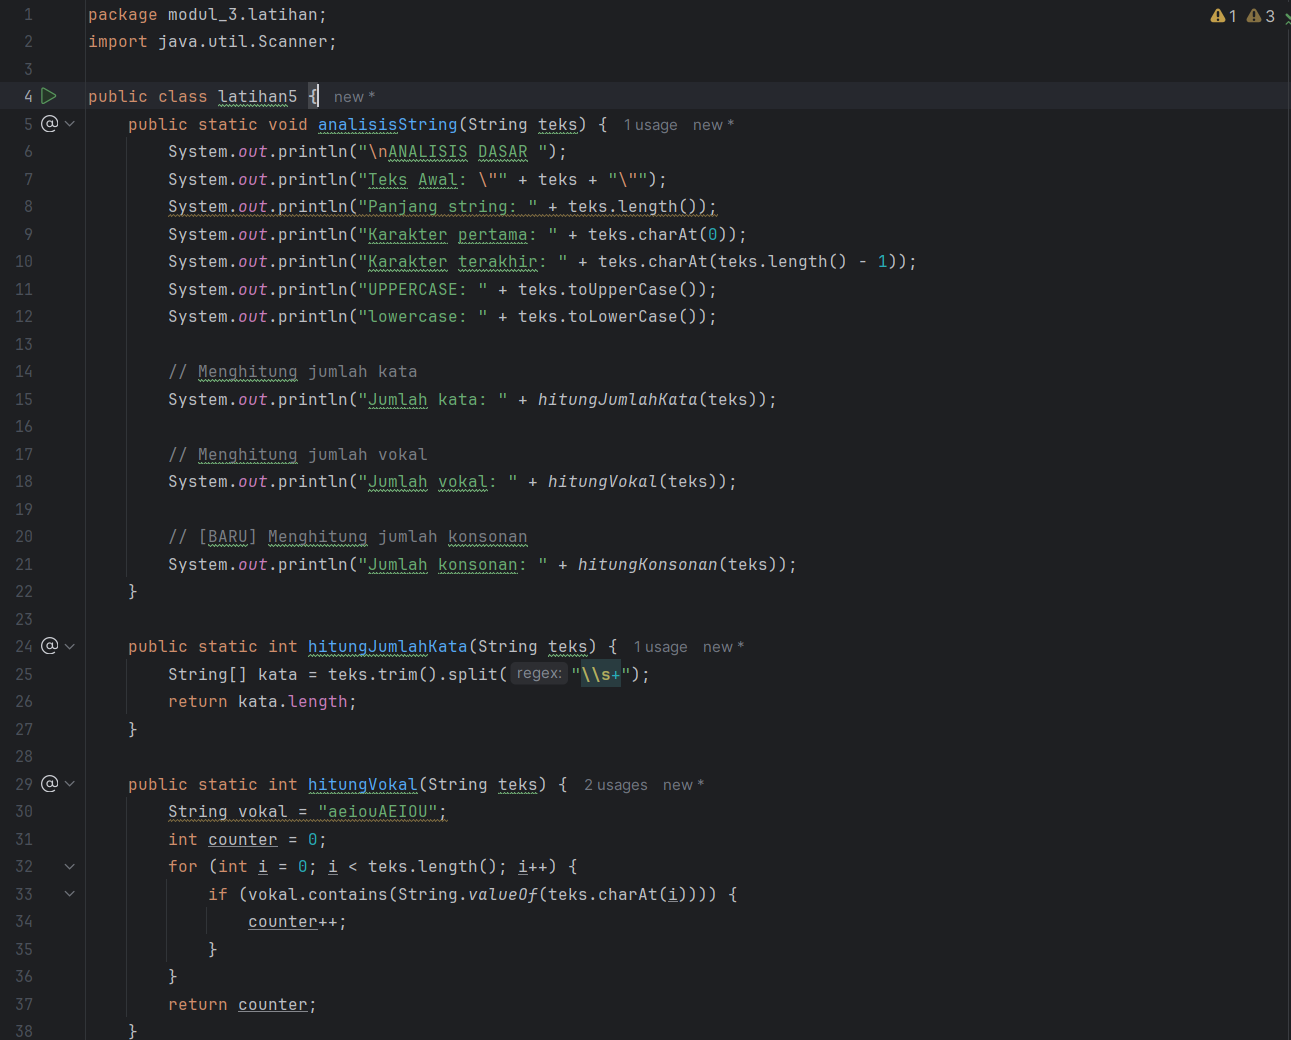 1 package modul_3.latihan; 1 3
2 import java.util.Scanner;
3
4 public class latihan5 { new *
5 @ public static void analisisString(String teks) { 1 usage new *
6 System.out.println("\nANALISIS DASAR ");
7 System.out.println("Teks Awal: \"" + teks + "\"");
8 System.out.println("Panjang string: " + teks.length());
9 System.out.println("Karakter pertama: " + teks.charAt(0));
10 System.out.println("Karakter terakhir: " + teks.charAt(teks.length() - 1));
11 System.out.println("UPPERCASE: " + teks.toUpperCase());
12 System.out.println("lowercase: " + teks.toLowerCase());
13
14 // Menghitung jumlah kata
15 System.out.println("Jumlah kata: " + hitungJumlahKata(teks));
16
17 // Menghitung jumlah vokal
18 System.out.println("Jumlah vokal: " + hitungVokal(teks));
19
20 // [BARU] Menghitung jumlah konsonan
21 System.out.println("Jumlah konsonan: " + hitungKonsonan(teks));
22 }
23
24 @ public static int hitungJumlahKata(String teks) { 1 usage new *
25 String[] kata = teks.trim().split( regex: "\\s+");
26 return kata.length;
27 }
28
29 @ public static int hitungVokal(String teks) { 2 usages new *
30 String vokal = "aeiouAEIOU";
31 int counter = 0;
32 for (int i = 0; i < teks.length(); i++) {
33 if (vokal.contains(String.valueOf(teks.charAt(i)))) {
34 counter++;
35 }
36 }
37 return counter;
38 }